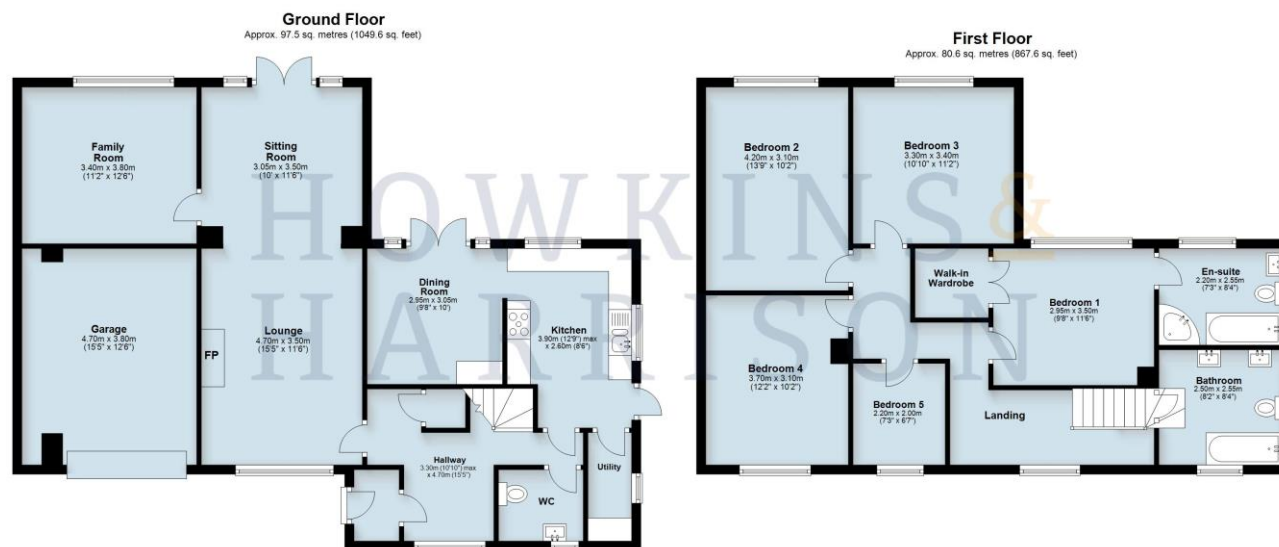 Ground Floor
Approx. 97.5 sq. metres (1049.6 sq. feet)
Family
Room
3.40m x 3.80m
(11'2" x 12'6")
Sitting
Room
3.05m x 3.50m
(10' x 11'6")
Dining
Room
2.95m x 3.05m
(9'8" x 10')
Kitchen
3.90m (12'9") max
x 2.60m (8'6")
Garage
4.70m x 3.80m
(15'5" x 12'6")
FP
Lounge
4.70m x 3.50m
(15'5" x 11'6")
Hallway
3.30m (10'10") max
x 4.70m (15'5")
WC
Utility
First Floor
Approx. 80.6 sq. metres (867.6 sq. feet)
Bedroom 2
4.20m x 3.10m
(13'9" x 10'2")
Bedroom 3
3.30m x 3.40m
(10'10" x 11'2")
Walk-in
Wardrobe
Bedroom 1
2.95m x 3.50m
(9'8" x 11'6")
En-suite
2.20m x 2.55m
(7'3" x 8'4")
Bedroom 4
3.70m x 3.10m
(12'2" x 10'2")
Bedroom 5
2.20m x 2.00m
(7'3" x 6'7")
Landing
Bathroom
2.50m x 2.55m
(8'2" x 8'4")
HOWKINS &
HARRISON